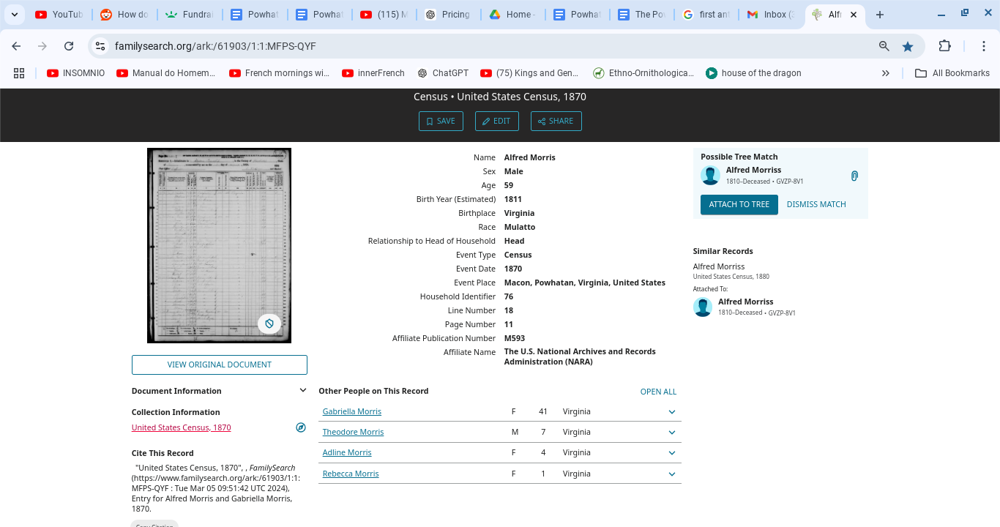 YouTub
How do
Fundrai
Powhat
Powhat
(115) M
Pricing
Home -
Powhat
The Po
first ant
Inbox (3
Alfr
familysearch.org/ark:/61903/1:1:MFPS-QYF
INSOMNIO
Manual do Homem...
French mornings wi...
innerFrench
ChatGPT
(75) Kings and Gen...
Ethno-Ornithologica...
house of the dragon
All Bookmarks
Census • United States Census, 1870
SAVE
EDIT
SHARE
Name Alfred Morris
Sex Male
Age 59
Birth Year (Estimated) 1811
Birthplace Virginia
Race Mulatto
Relationship to Head of Household Head
Event Type Census
Event Date 1870
Event Place Macon, Powhatan, Virginia, United States
Household Identifier 76
Line Number 18
Page Number 11
Affiliate Publication Number M593
Affiliate Name The U.S. National Archives and Records
Administration (NARA)
Possible Tree Match
Alfred Morriss
1810–Deceased • GVZP-8V1
ATTACH TO TREE
DISMISS MATCH
Similar Records
Alfred Morriss
United States Census, 1880
Attached To:
Alfred Morriss
1810–Deceased • GVZP-8V1
VIEW ORIGINAL DOCUMENT
Document Information
Collection Information
United States Census, 1870
Cite This Record
"United States Census, 1870", , FamilySearch
(https://www.familysearch.org/ark:/61903/1:1:
MFPS-QYF : Tue Mar 05 09:51:42 UTC 2024),
Entry for Alfred Morris and Gabriella Morris,
1870.
Copy Citation
Other People on This Record
OPEN ALL
Gabriella Morris F 41 Virginia
Theodore Morris M 7 Virginia
Adline Morris F 4 Virginia
Rebecca Morris F 1 Virginia